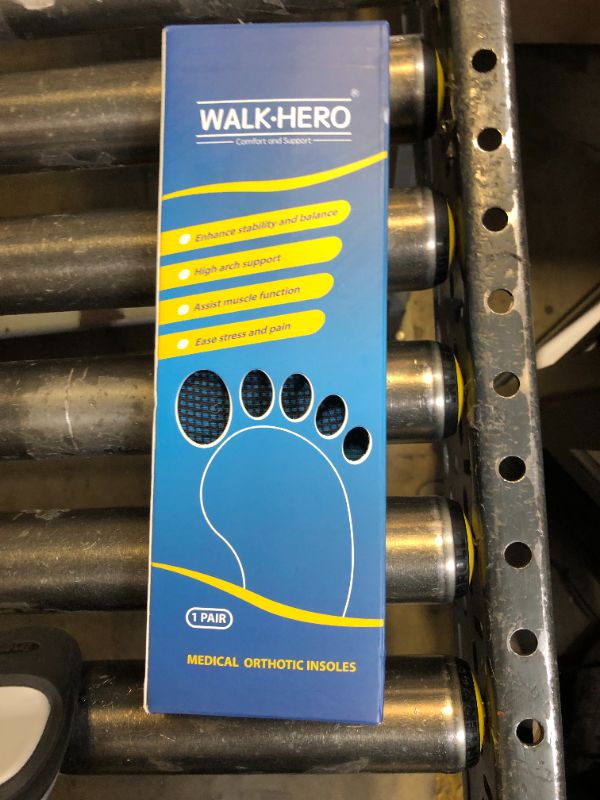 WALK·HERO®
Comfort and Support
Enhance stability and balance
High arch support
Assist muscle function
Ease stress and pain
1 PAIR
MEDICAL ORTHOTIC INSOLES